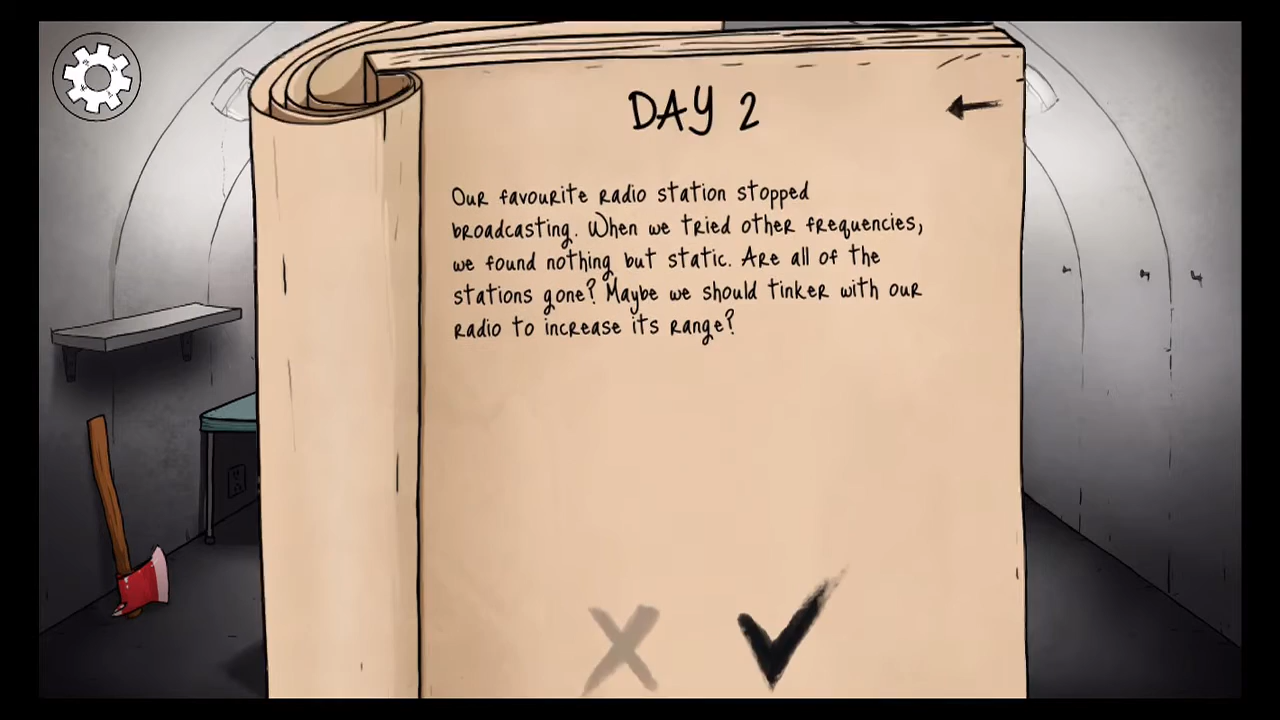 DAY 2
Our favourite radio station stopped
broadcasting. When we tried other frequencies,
we found nothing but static. Are all of the
stations gone? Maybe we should tinker with our
radio to increase its range?